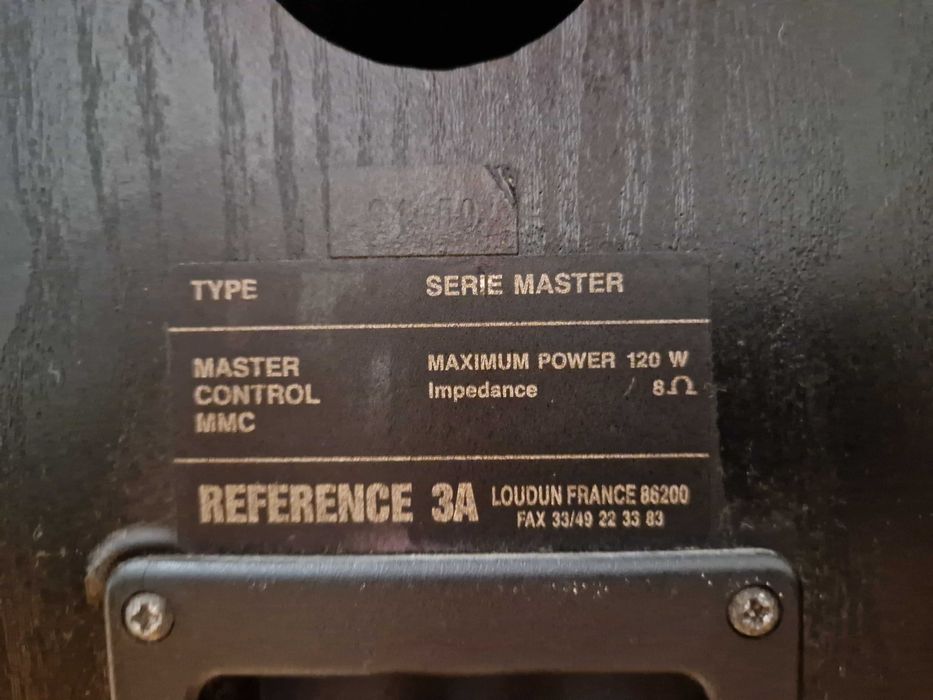 TYPE SERIE MASTER
MASTER MAXIMUM POWER 120 W
CONTROL Impedance 8Ω
MMC
REFERENCE 3A LOUDUN FRANCE 86200
FAX 33/49 22 33 83